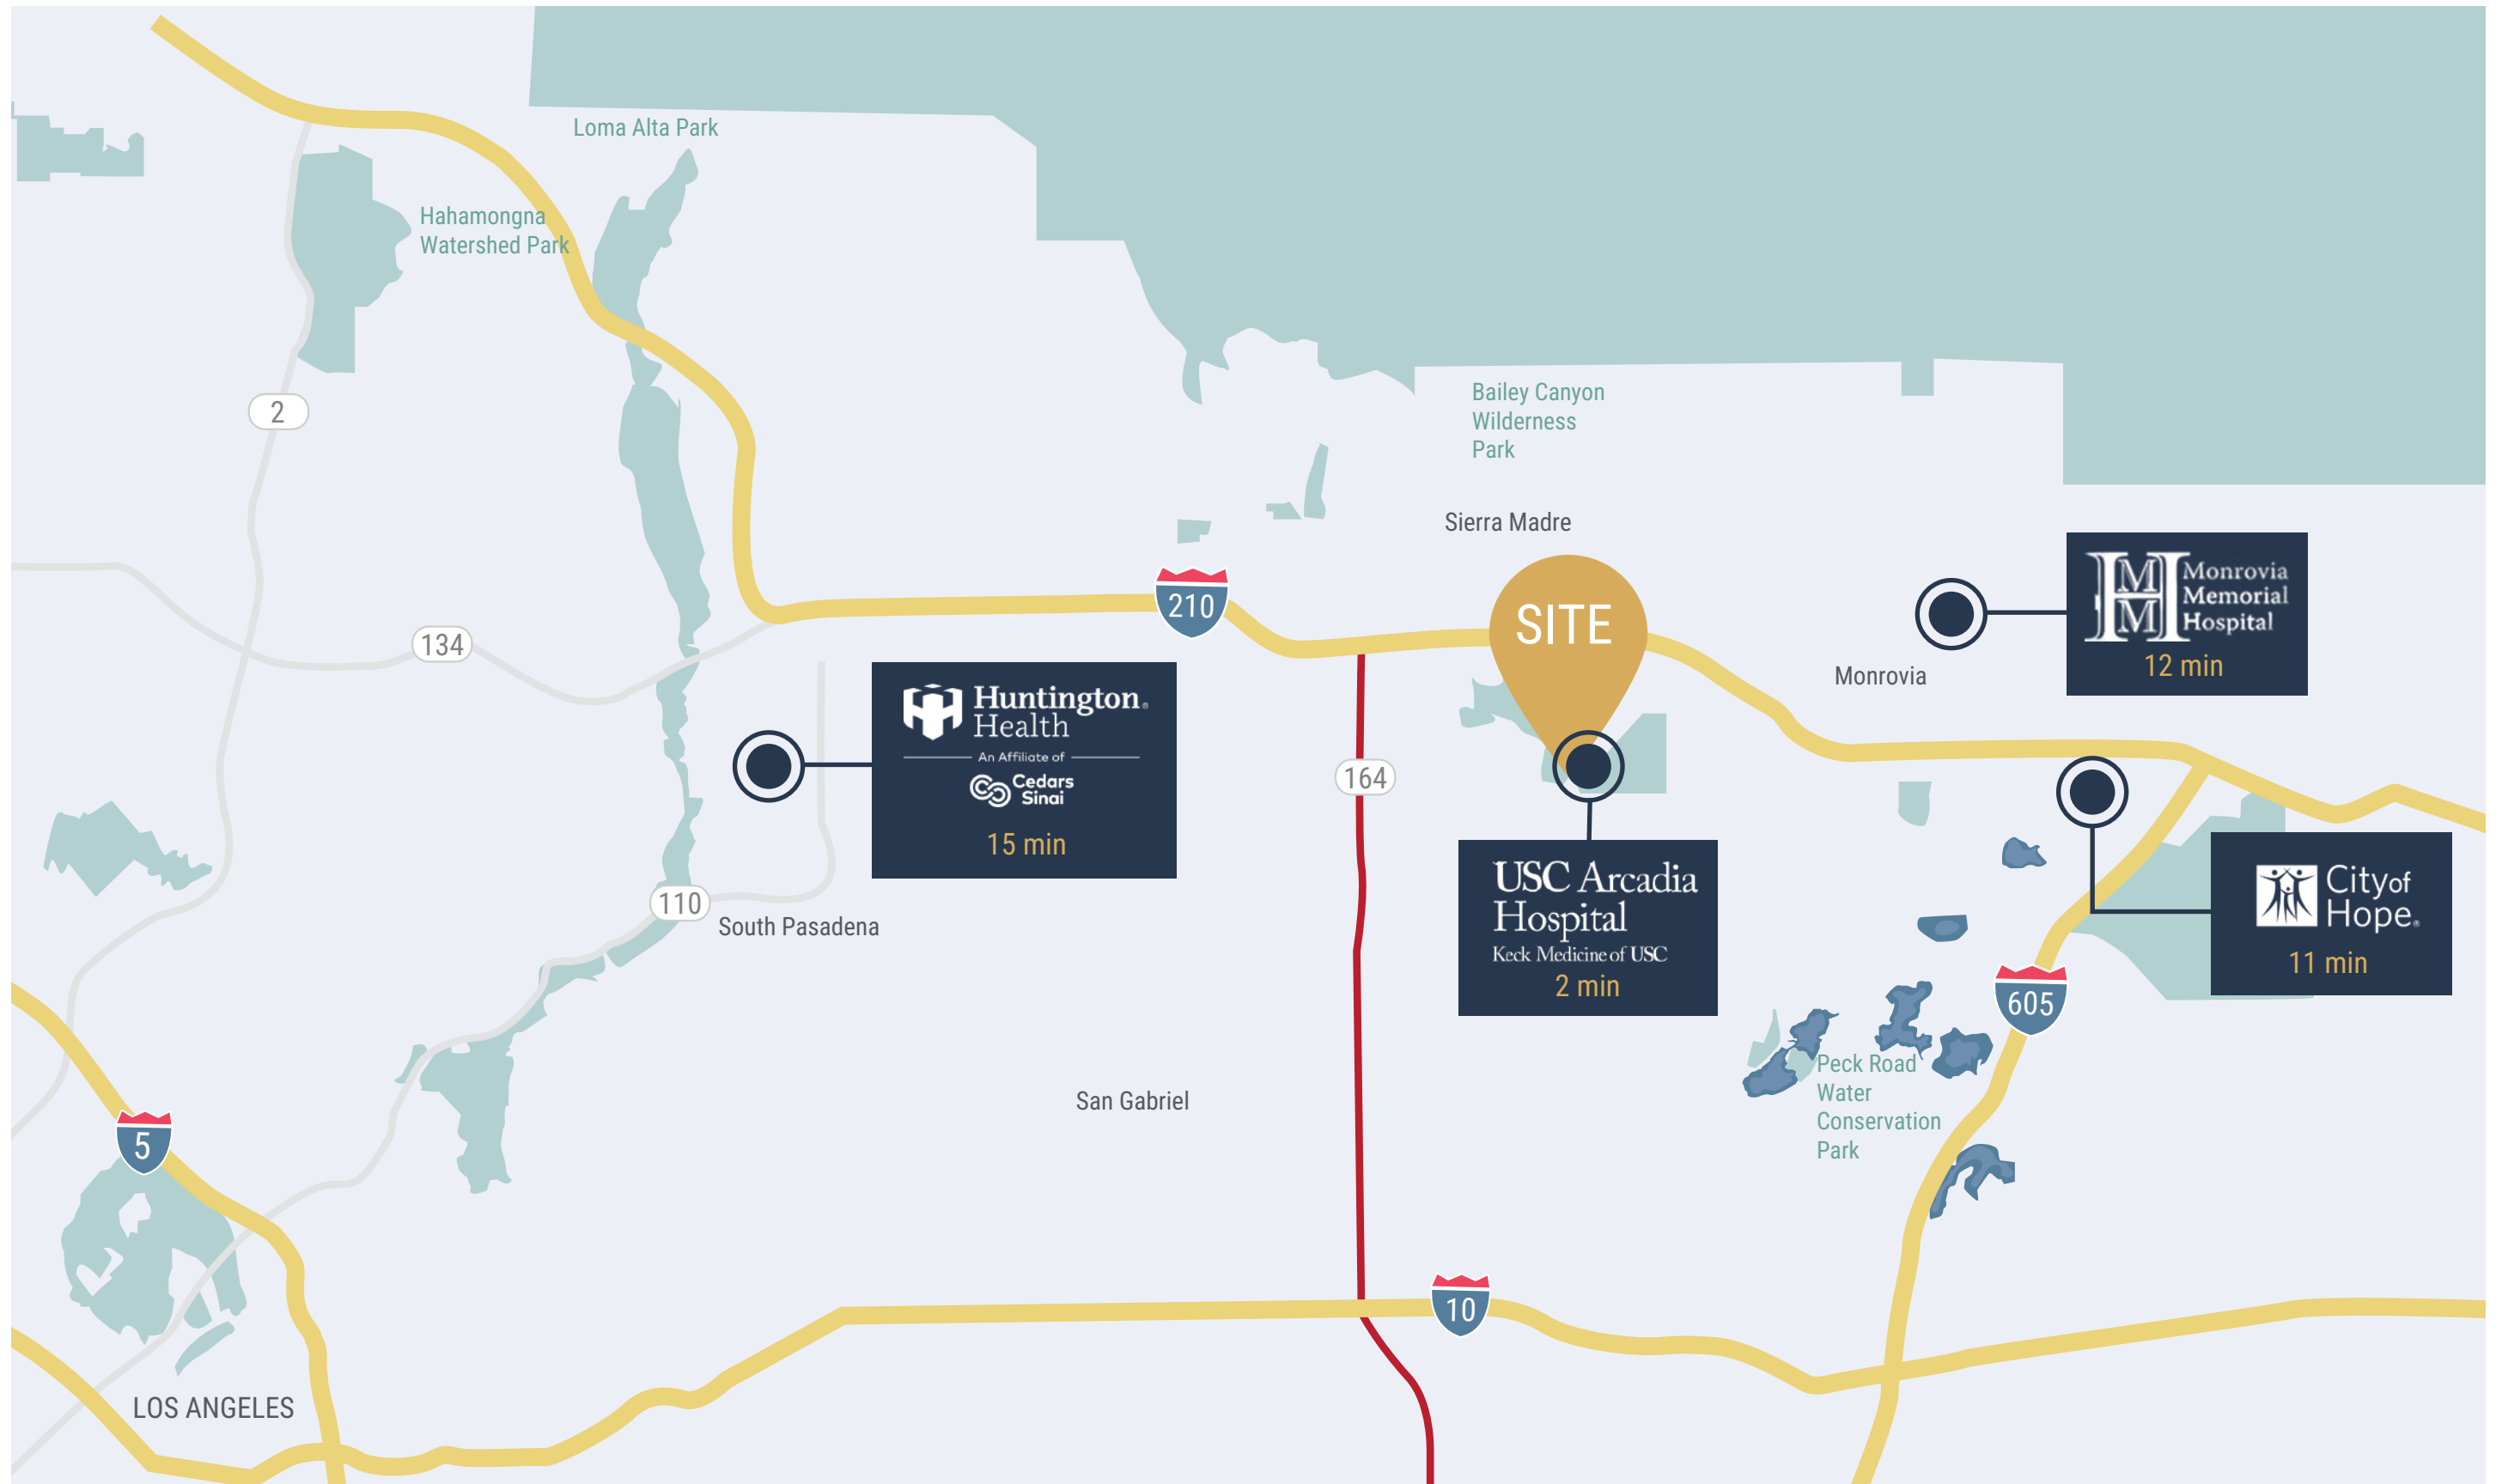 Loma Alta Park
Hahamongna
Watershed Park
2
Bailey Canyon
Wilderness
Park
Sierra Madre
210
SITE
134
HMM
Monrovia
Memorial
Hospital
12 min
Monrovia
Huntington®
Health
An Affiliate of
Cedars
Sinai
15 min
164
USC Arcadia
Hospital
Keck Medicine of USC
2 min
City of
Hope®
11 min
110
South Pasadena
605
Peck Road
Water
Conservation
Park
San Gabriel
5
10
LOS ANGELES